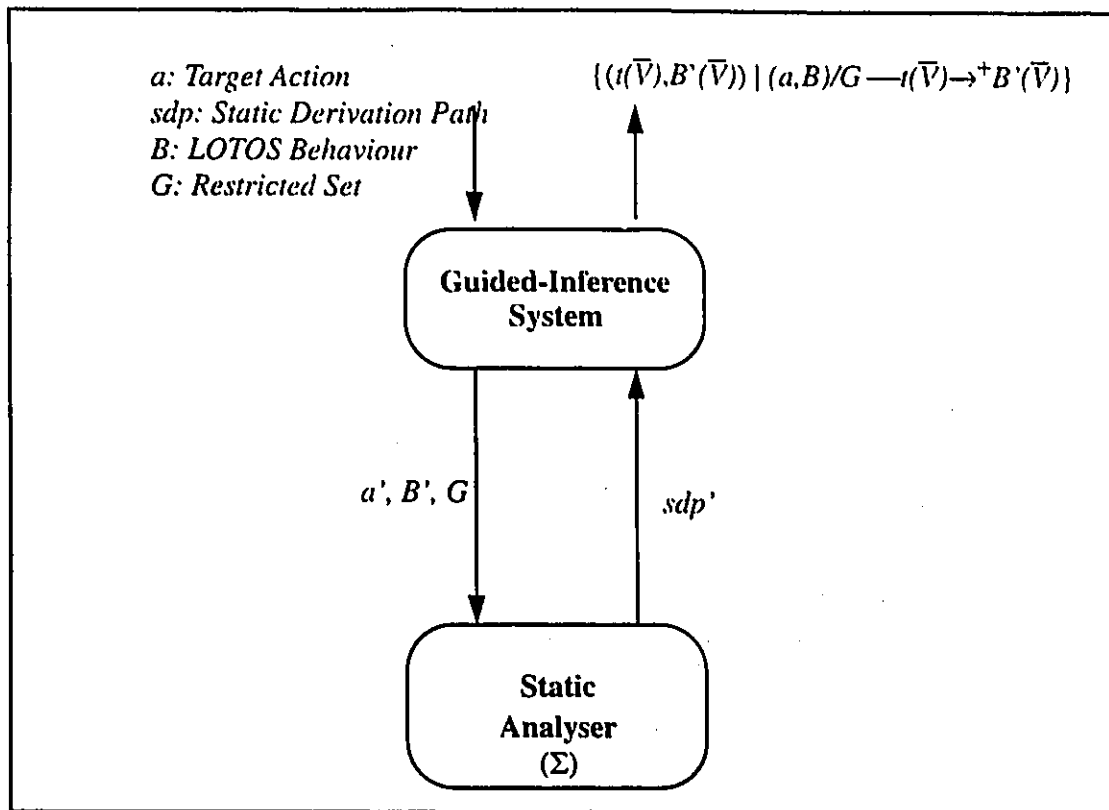 a: Target Action
sdp: Static Derivation Path
B: LOTOS Behaviour
G: Restricted Set
{(t(V̅),B'(V̅)) | (a,B)/G —t(V̅)→⁺B'(V̅)}
Guided-Inference
System
a', B', G
sdp'
Static
Analyser
(Σ)